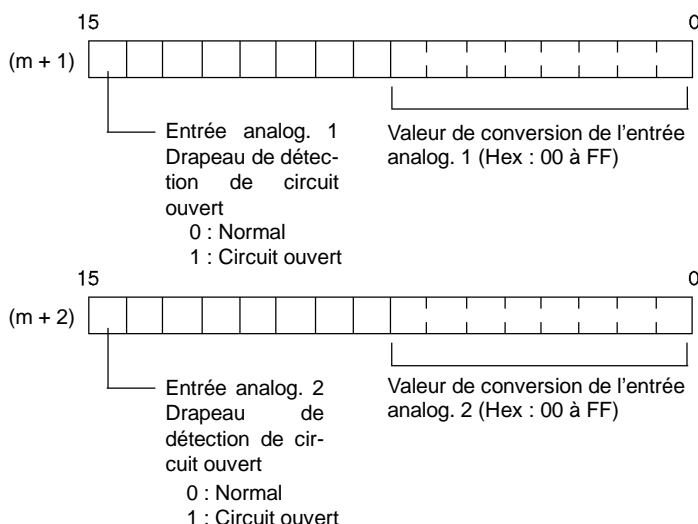 15 0
(m + 1)
Entrée analog. 1
Drapeau de détec-
tion de circuit
ouvert
0 : Normal
1 : Circuit ouvert
Valeur de conversion de l'entrée
analog. 1 (Hex : 00 à FF)
15 0
(m + 2)
Entrée analog. 2
Drapeau de
détection de cir-
cuit ouvert
0 : Normal
1 : Circuit ouvert
Valeur de conversion de l'entrée
analog. 2 (Hex : 00 à FF)